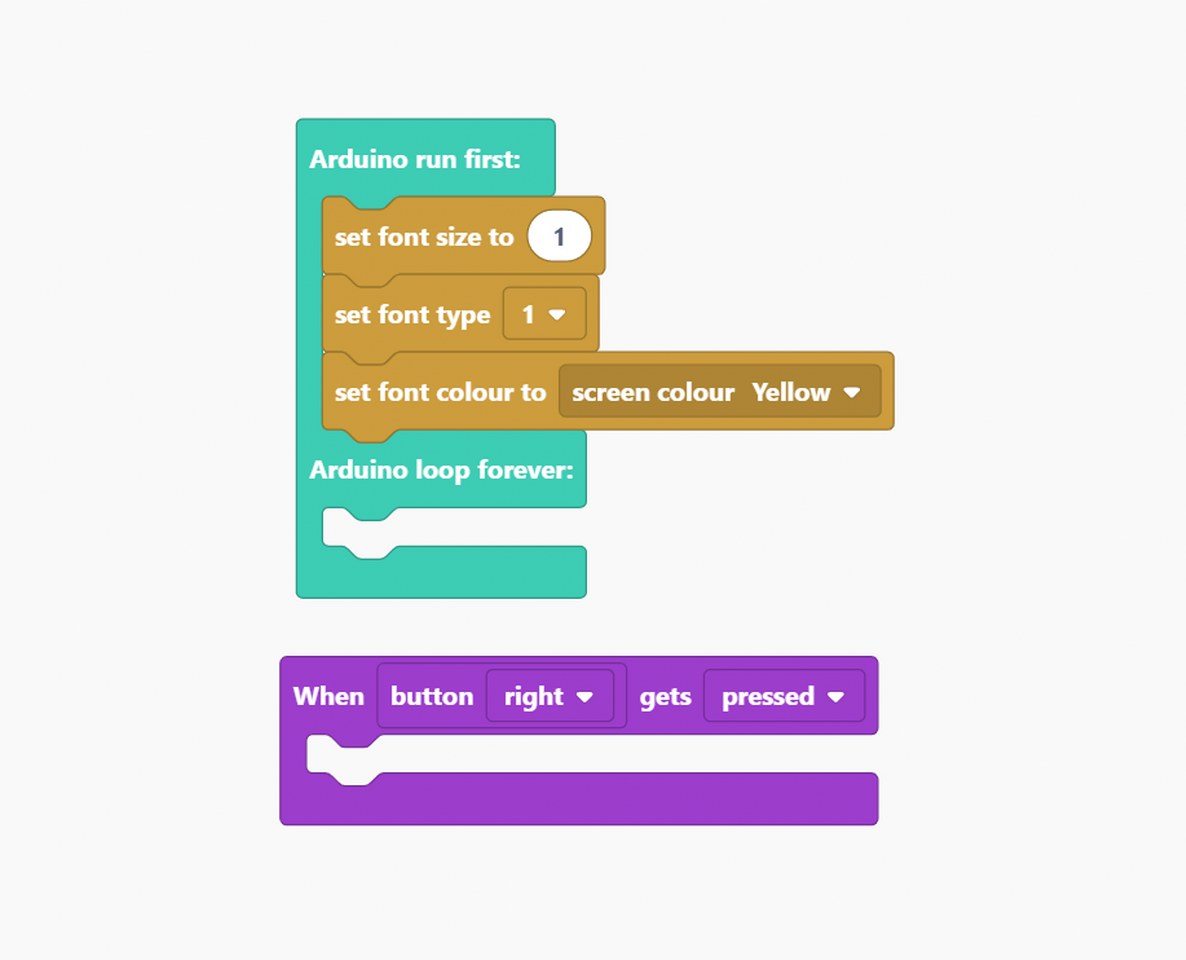 Arduino run first:
set font size to 1
set font type 1
set font colour to screen colour Yellow
Arduino loop forever:
When button right gets pressed